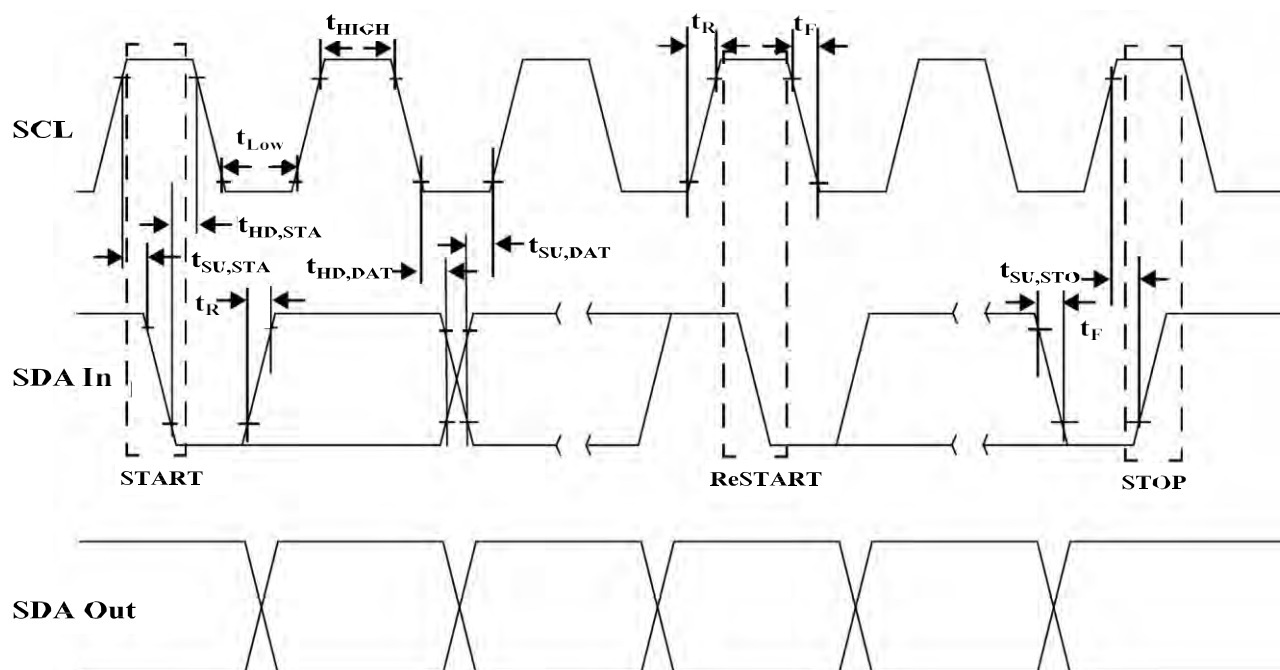 tHIGH
tR
tF
SCL
tLow
tHD,STA
tSU,STA
tHD,DAT
tSU,DAT
tSU,STO
tR
tF
SDA In
START
ReSTART
STOP
SDA Out